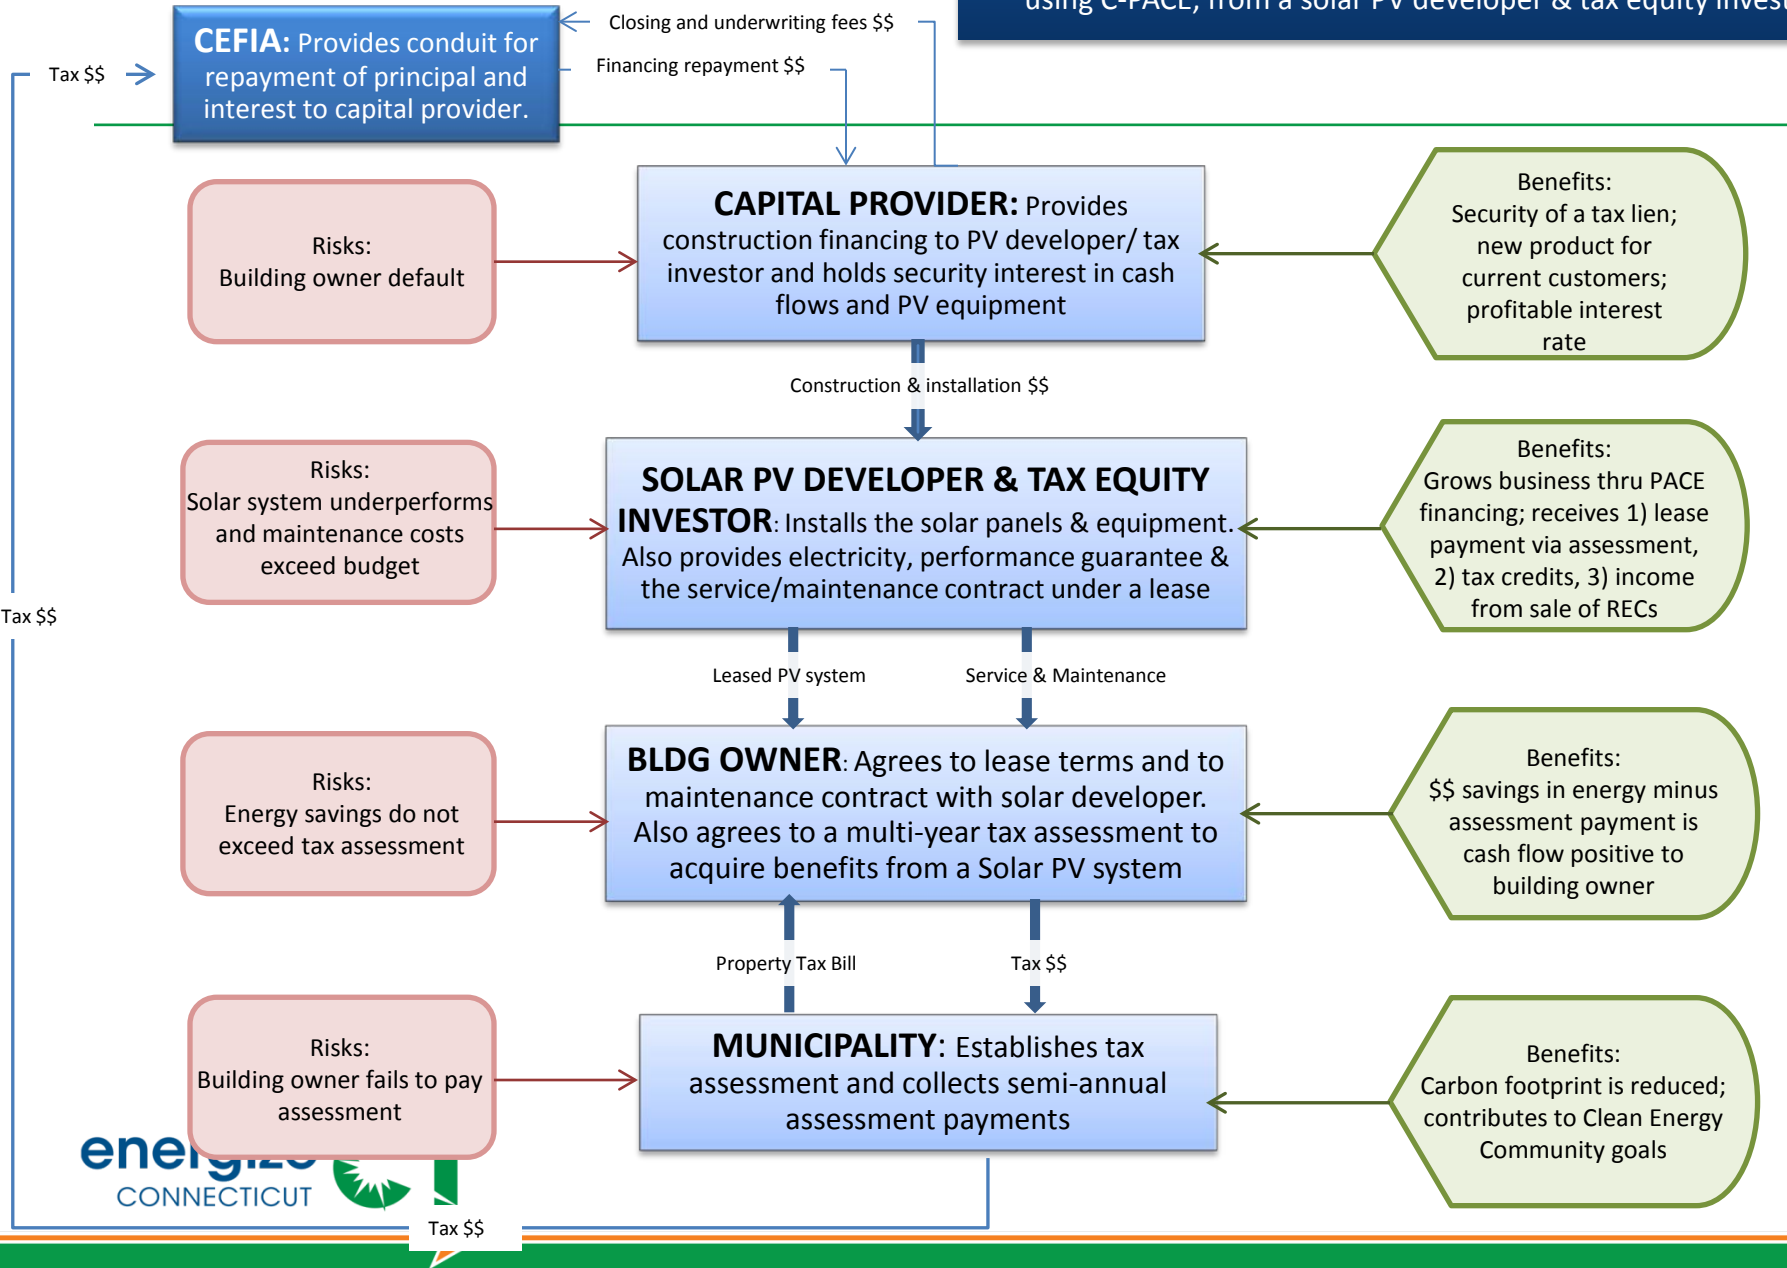 using C-PACE, from a solar PV developer & tax equity invest
Closing and underwriting fees $$
CEFIA: Provides conduit for
repayment of principal and
interest to capital provider.
Tax $$
Financing repayment $$
Risks:
Building owner default
CAPITAL PROVIDER: Provides
construction financing to PV developer/ tax
investor and holds security interest in cash
flows and PV equipment
Benefits:
Security of a tax lien;
new product for
current customers;
profitable interest
rate
Construction & installation $$
Risks:
Solar system underperforms
and maintenance costs
exceed budget
SOLAR PV DEVELOPER & TAX EQUITY
INVESTOR: Installs the solar panels & equipment.
Also provides electricity, performance guarantee &
the service/maintenance contract under a lease
Benefits:
Grows business thru PACE
financing; receives 1) lease
payment via assessment,
2) tax credits, 3) income
from sale of RECs
Tax $$
Leased PV system
Service & Maintenance
Risks:
Energy savings do not
exceed tax assessment
BLDG OWNER: Agrees to lease terms and to
maintenance contract with solar developer.
Also agrees to a multi-year tax assessment to
acquire benefits from a Solar PV system
Benefits:
$$ savings in energy minus
assessment payment is
cash flow positive to
building owner
Property Tax Bill
Tax $$
Risks:
Building owner fails to pay
assessment
MUNICIPALITY: Establishes tax
assessment and collects semi-annual
assessment payments
Benefits:
Carbon footprint is reduced;
contributes to Clean Energy
Community goals
energize
CONNECTICUT
Tax $$